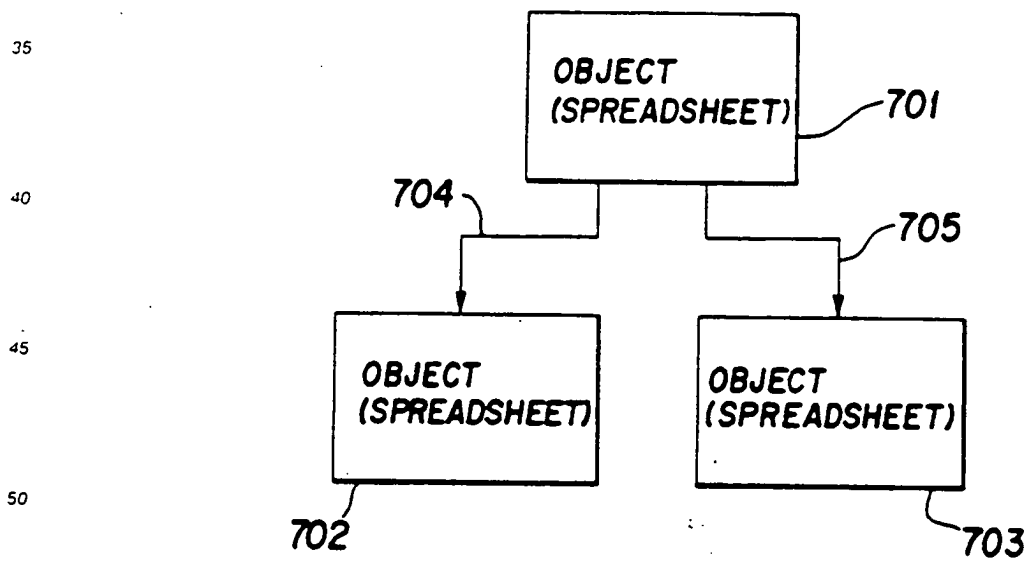 35
OBJECT
(SPREADSHEET)
701
40
704
705
45
OBJECT
(SPREADSHEET)
OBJECT
(SPREADSHEET)
50
702
703